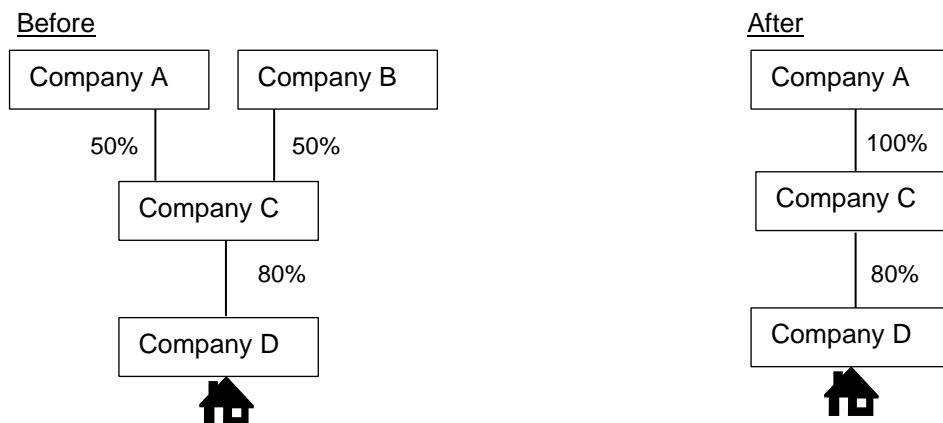 Before
After
Company A
Company B
Company A
50%
50%
100%
Company C
Company C
80%
80%
Company D
Company D